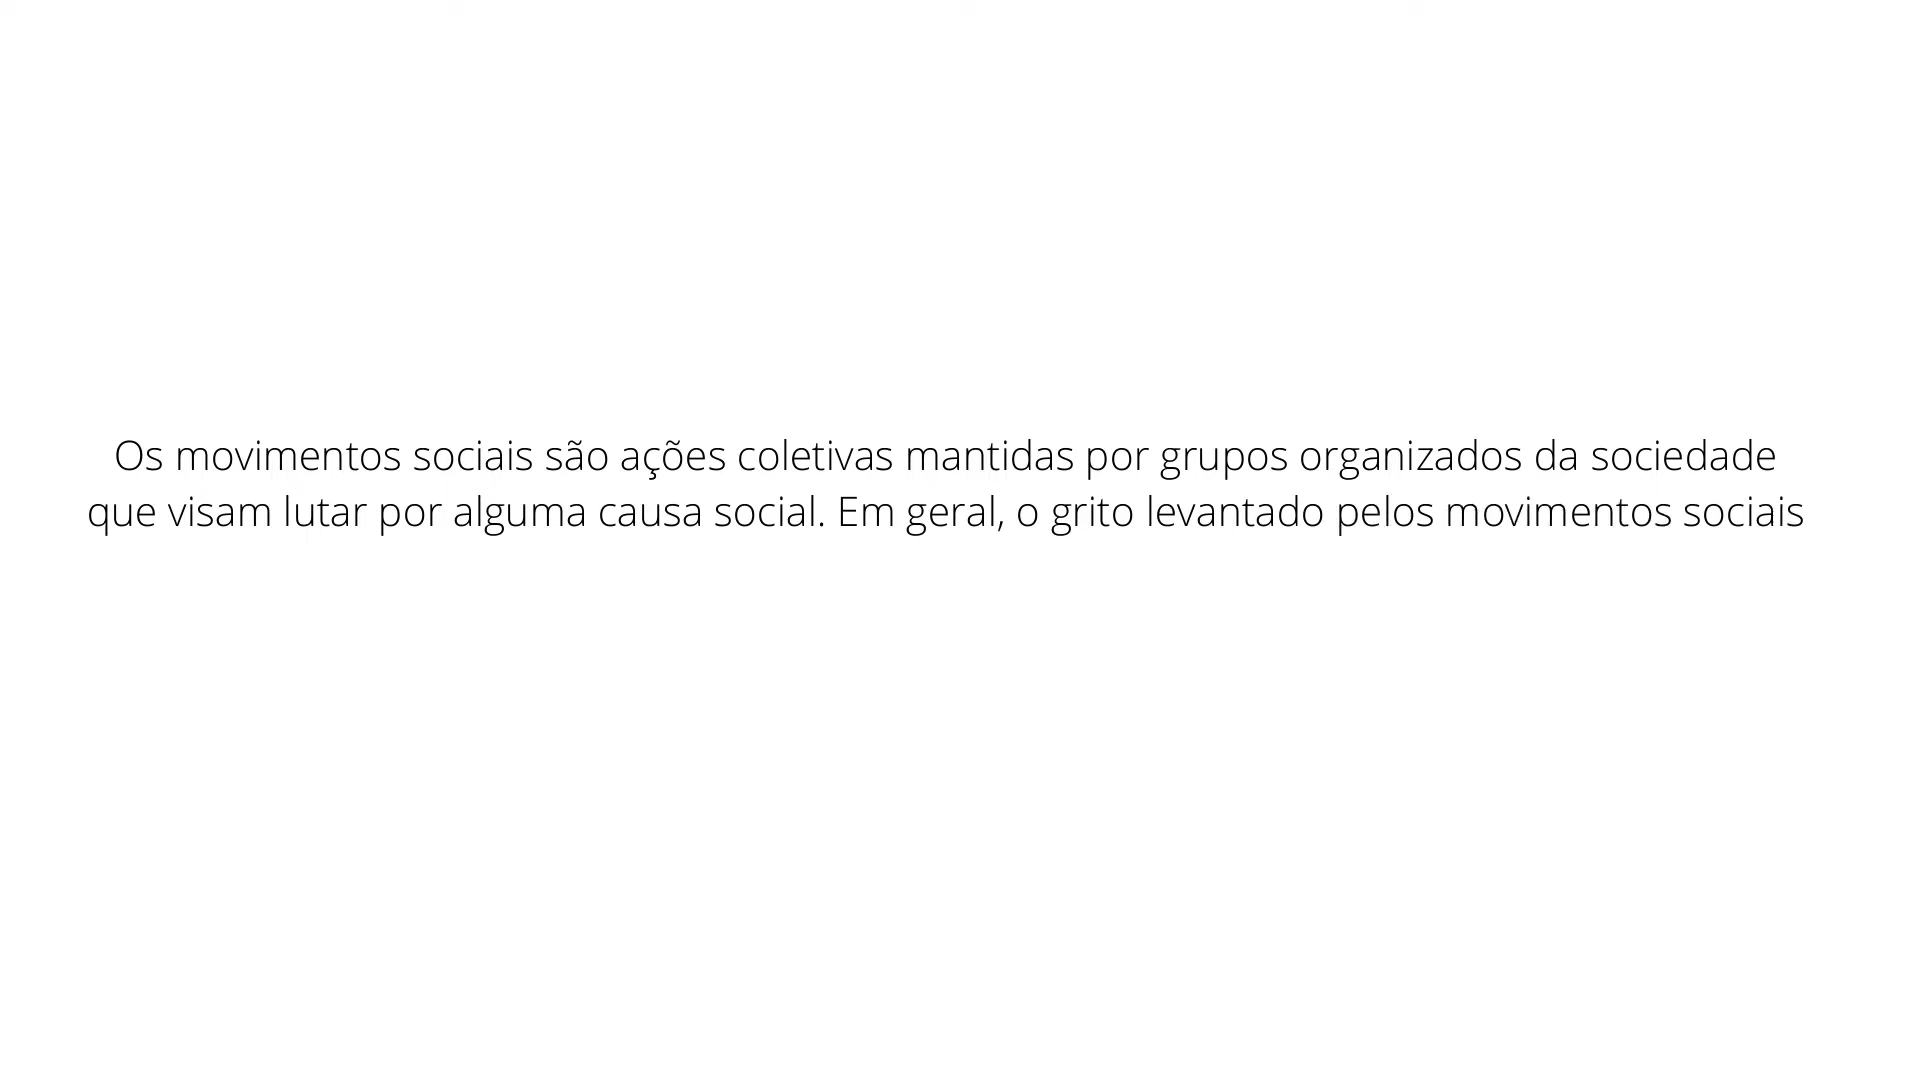 Os movimentos sociais são ações coletivas mantidas por grupos organizados da sociedade
que visam lutar por alguma causa social. Em geral, o grito levantado pelos movimentos sociais